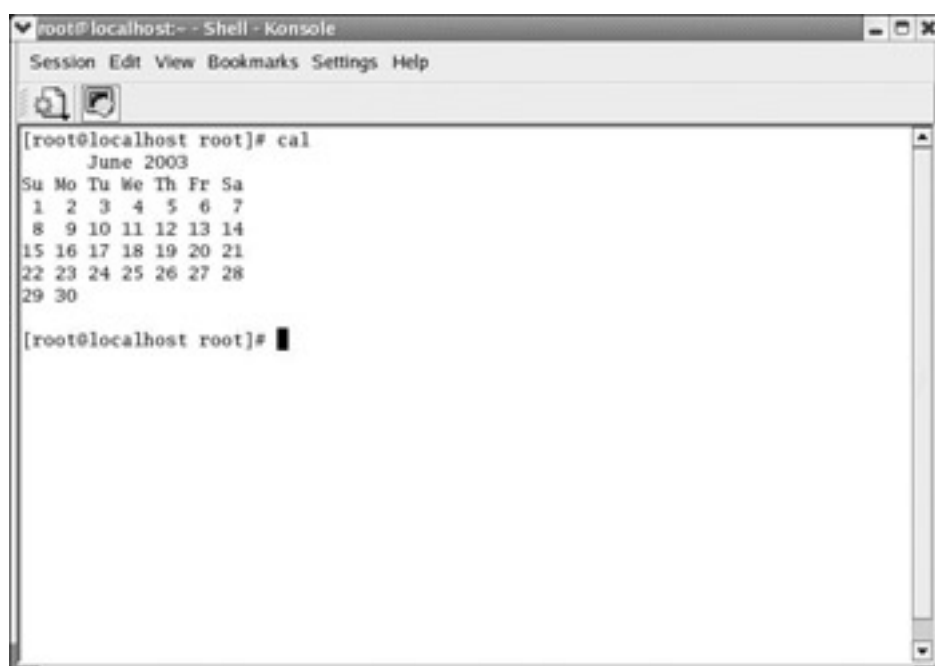 root@localhost:~ - Shell - Konsole
Session Edit View Bookmarks Settings Help
[root@localhost root]# cal
      June 2003
Su Mo Tu We Th Fr Sa
 1  2  3  4  5  6  7
 8  9 10 11 12 13 14
15 16 17 18 19 20 21
22 23 24 25 26 27 28
29 30
[root@localhost root]#